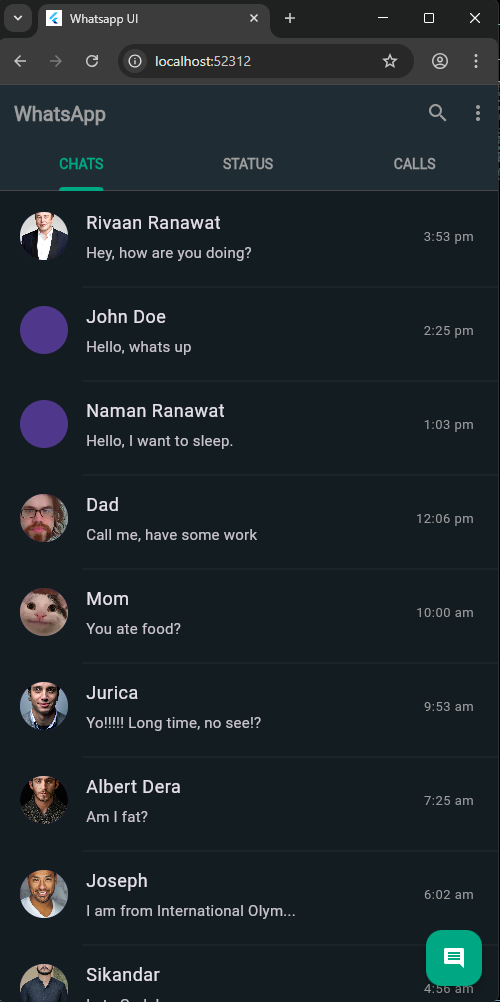 Whatsapp UI
localhost:52312
WhatsApp
CHATS STATUS CALLS
Rivaan Ranawat
3:53 pm
Hey, how are you doing?
John Doe
2:25 pm
Hello, whats up
Naman Ranawat
1:03 pm
Hello, I want to sleep.
Dad
12:06 pm
Call me, have some work
Mom
10:00 am
You ate food?
Jurica
9:53 am
Yo!!!!! Long time, no see!?
Albert Dera
7:25 am
Am I fat?
Joseph
6:02 am
I am from International Olym...
Sikandar
4:56 am